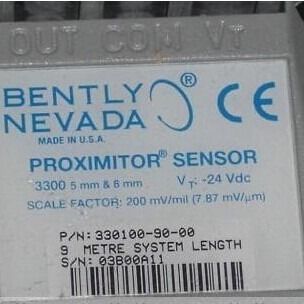 OUT COM VT
BENTLY ®
NEVADA CE
MADE IN U.S.A.
PROXIMITOR® SENSOR
3300 5 mm & 8 mm VT: -24 Vdc
SCALE FACTOR: 200 mV/mil (7.87 mV/μm)
P/N: 330100-90-00
9 METRE SYSTEM LENGTH
S/N: 03B00A11